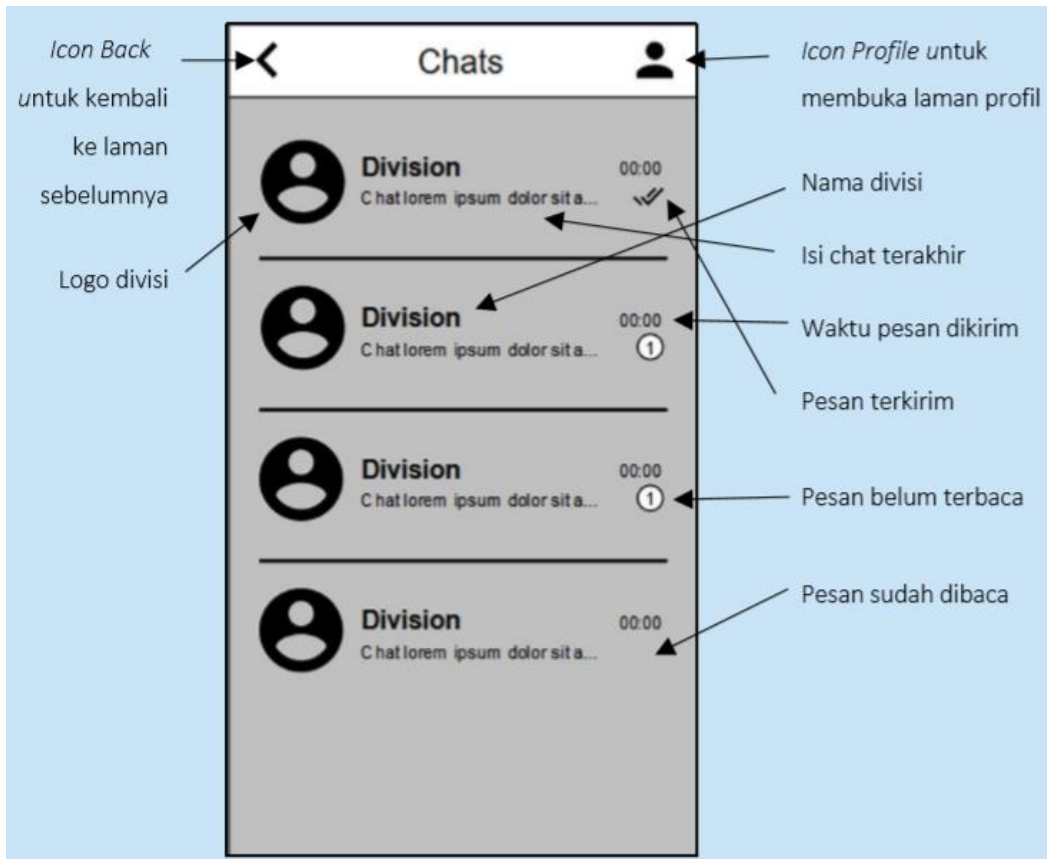 Icon Back
untuk kembali
ke laman
sebelumnya
Logo divisi
Chats
Division
00:00
Chat lorem ipsum dolor sit a...
Division
00:00
Chat lorem ipsum dolor sit a...
1
Division
00:00
Chat lorem ipsum dolor sit a...
1
Division
00:00
Chat lorem ipsum dolor sit a...
Icon Profile untuk
membuka laman profil
Nama divisi
Isi chat terakhir
Waktu pesan dikirim
Pesan terkirim
Pesan belum terbaca
Pesan sudah dibaca